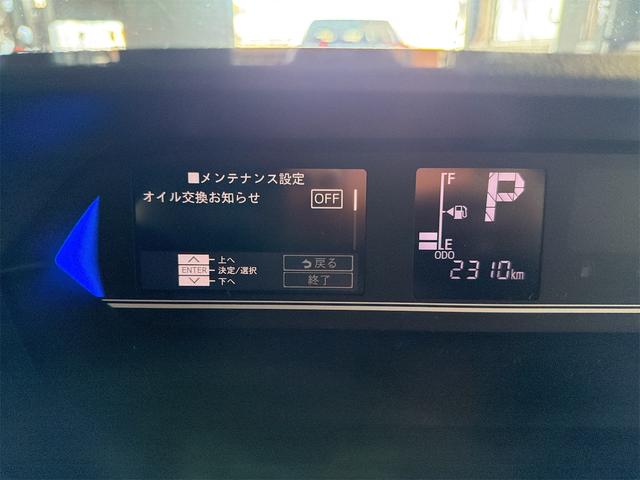 ■メンテナンス設定
オイル交換お知らせ OFF
上へ
ENTER 決定/選択
下へ
戻る
終了
F
P
E
ODO
2310km